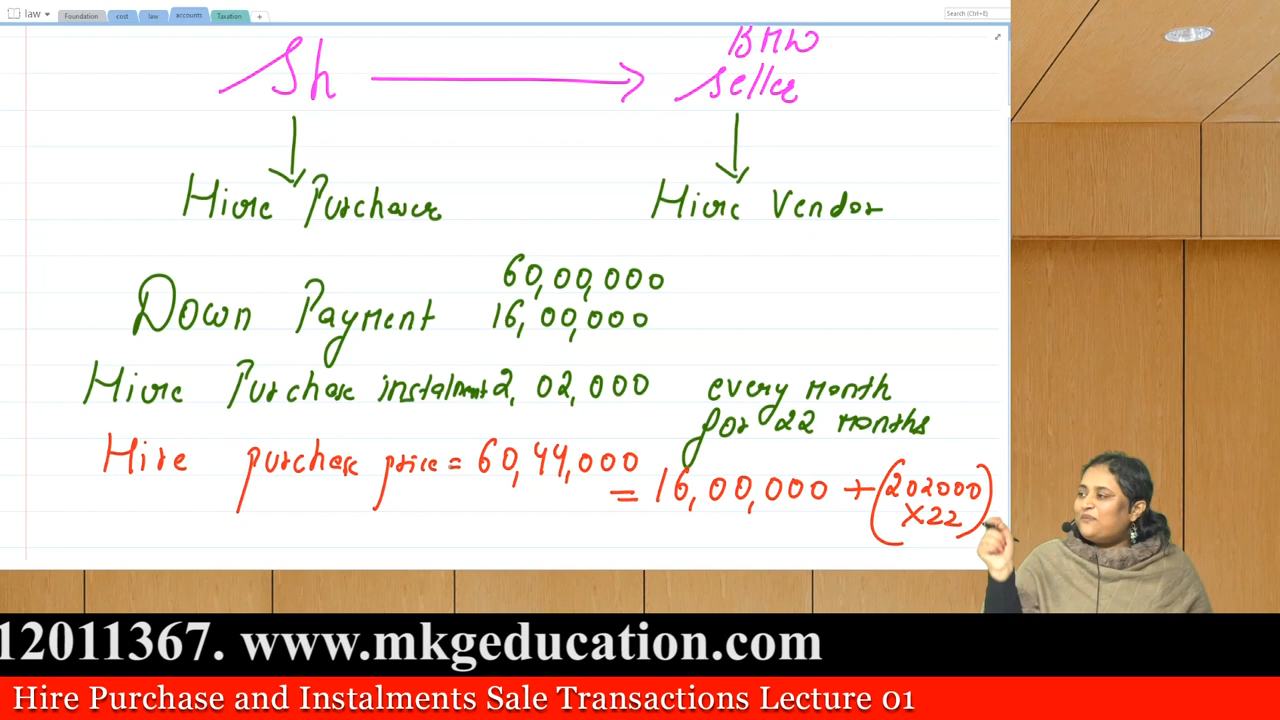 law
Foundation
cost
law
accounts
Taxation
+
Search (Ctrl+E)
Sh
BMW
seller
Hire Purchaser
Hire Vendor
60,00,000
Down Payment 16,00,000
Hire Purchase instalment 2,02,000 every month
for 22 months
Hire purchase price = 60,44,000
= 16,00,000 + (202000
×22)
12011367. www.mkgeducation.com
Hire Purchase and Instalments Sale Transactions Lecture 01